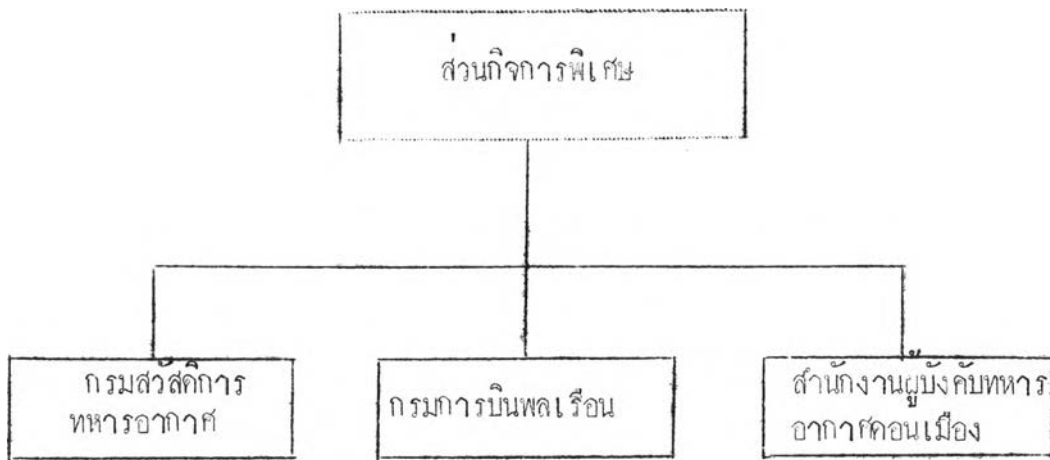 ส่วนกิจการพิเศษ
กรมสวัสดิการ
ทหารอากาศ
กรมการบินพลเรือน
สำนักงานผู้บังคับทหาร
อากาศดอนเมือง